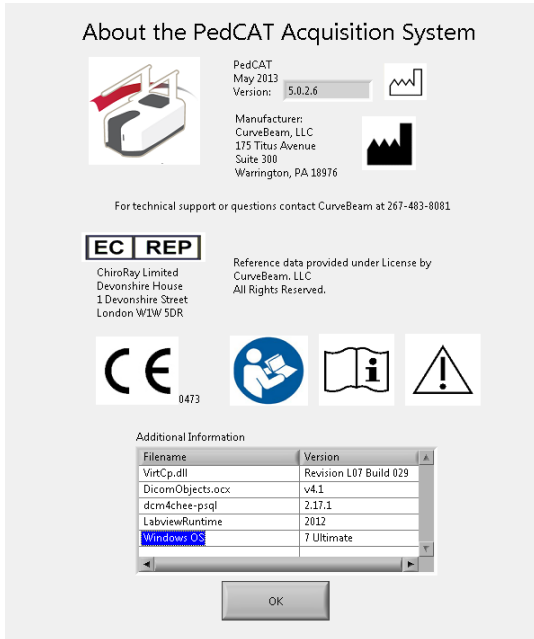 About the PedCAT Acquisition System
PedCAT
May 2013
Version: 5.0.2.6
Manufacturer:
CurveBeam, LLC
175 Titus Avenue
Suite 300
Warrington, PA 18976
For technical support or questions contact CurveBeam at 267-483-8081
EC REP
ChiroRay Limited
Devonshire House
1 Devonshire Street
London W1W 5DR
Reference data provided under License by
CurveBeam. LLC
All Rights Reserved.
CE 0473
i
Additional Information
Filename Version
VirtCp.dll Revision L07 Build 029
DicomObjects.ocx v4.1
dcm4chee-psql 2.17.1
LabviewRuntime 2012
Windows OS 7 Ultimate
OK